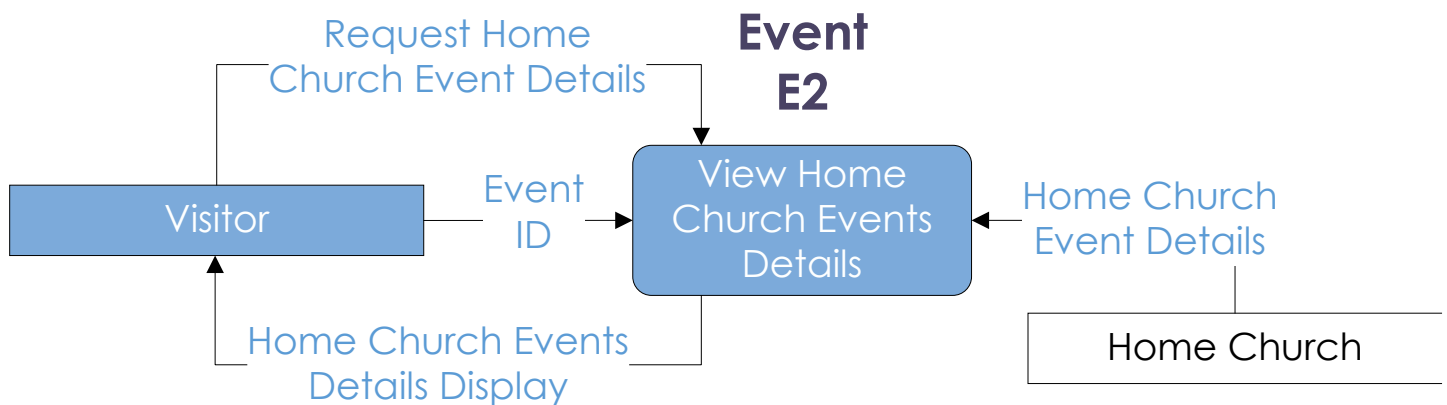 Request Home
Church Event Details
Event
E2
Visitor
Event
ID
View Home
Church Events
Details
Home Church
Event Details
Home Church Events
Details Display
Home Church